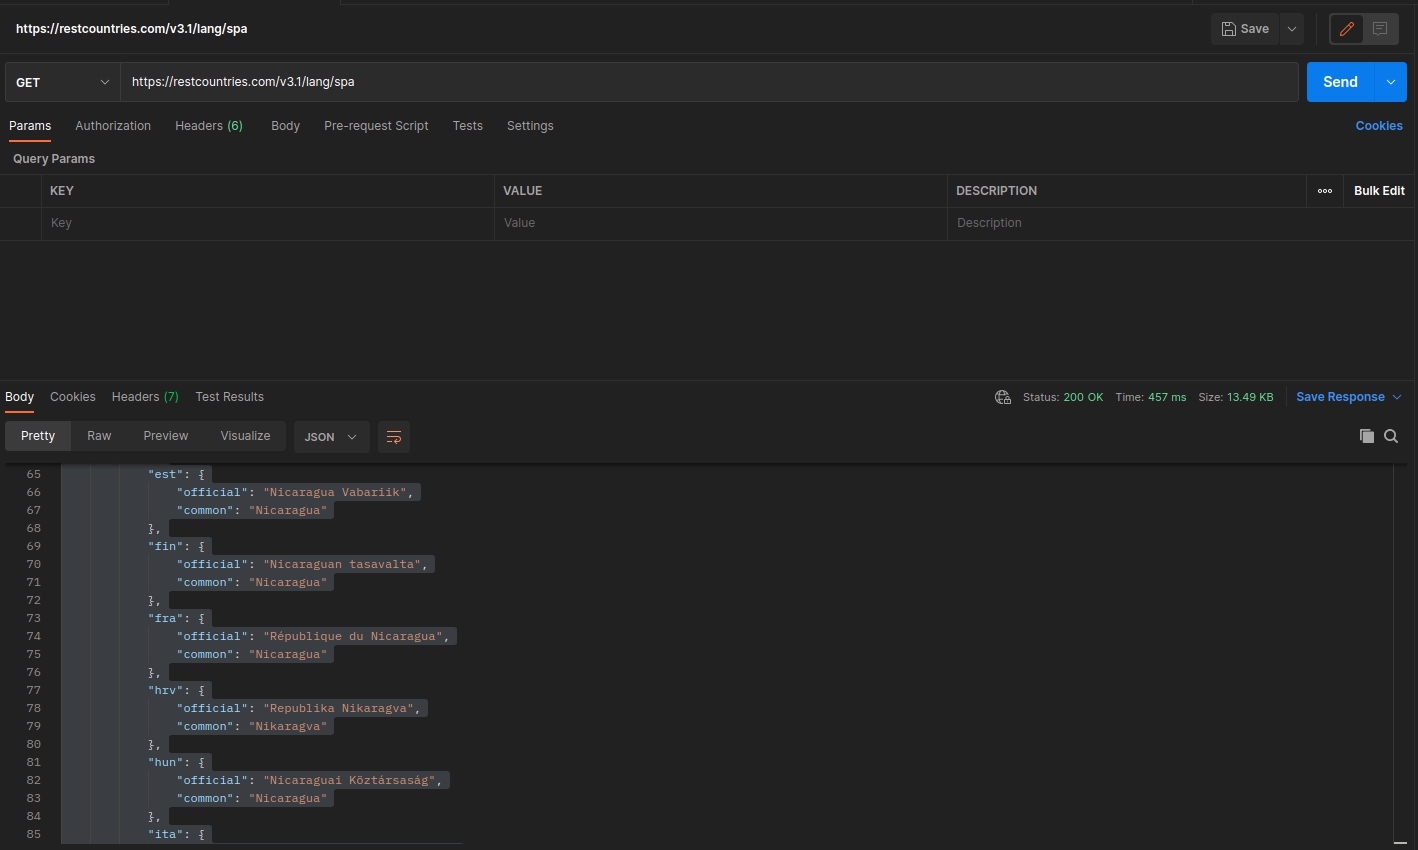 https://restcountries.com/v3.1/lang/spa
Save
GET
https://restcountries.com/v3.1/lang/spa
Send
Params Authorization Headers (6) Body Pre-request Script Tests Settings Cookies
Query Params
KEY VALUE DESCRIPTION ooo Bulk Edit
Key Value Description
Body Cookies Headers (7) Test Results Status: 200 OK Time: 457 ms Size: 13.49 KB Save Response
Pretty Raw Preview Visualize JSON
65 "est": {
66 "official": "Nicaragua Vabariik",
67 "common": "Nicaragua"
68 },
69 "fin": {
70 "official": "Nicaraguan tasavalta",
71 "common": "Nicaragua"
72 },
73 "fra": {
74 "official": "République du Nicaragua",
75 "common": "Nicaragua"
76 },
77 "hrv": {
78 "official": "Republika Nikaragva",
79 "common": "Nikaragva"
80 },
81 "hun": {
82 "official": "Nicaraguai Köztársaság",
83 "common": "Nicaragua"
84 },
85 "ita": {